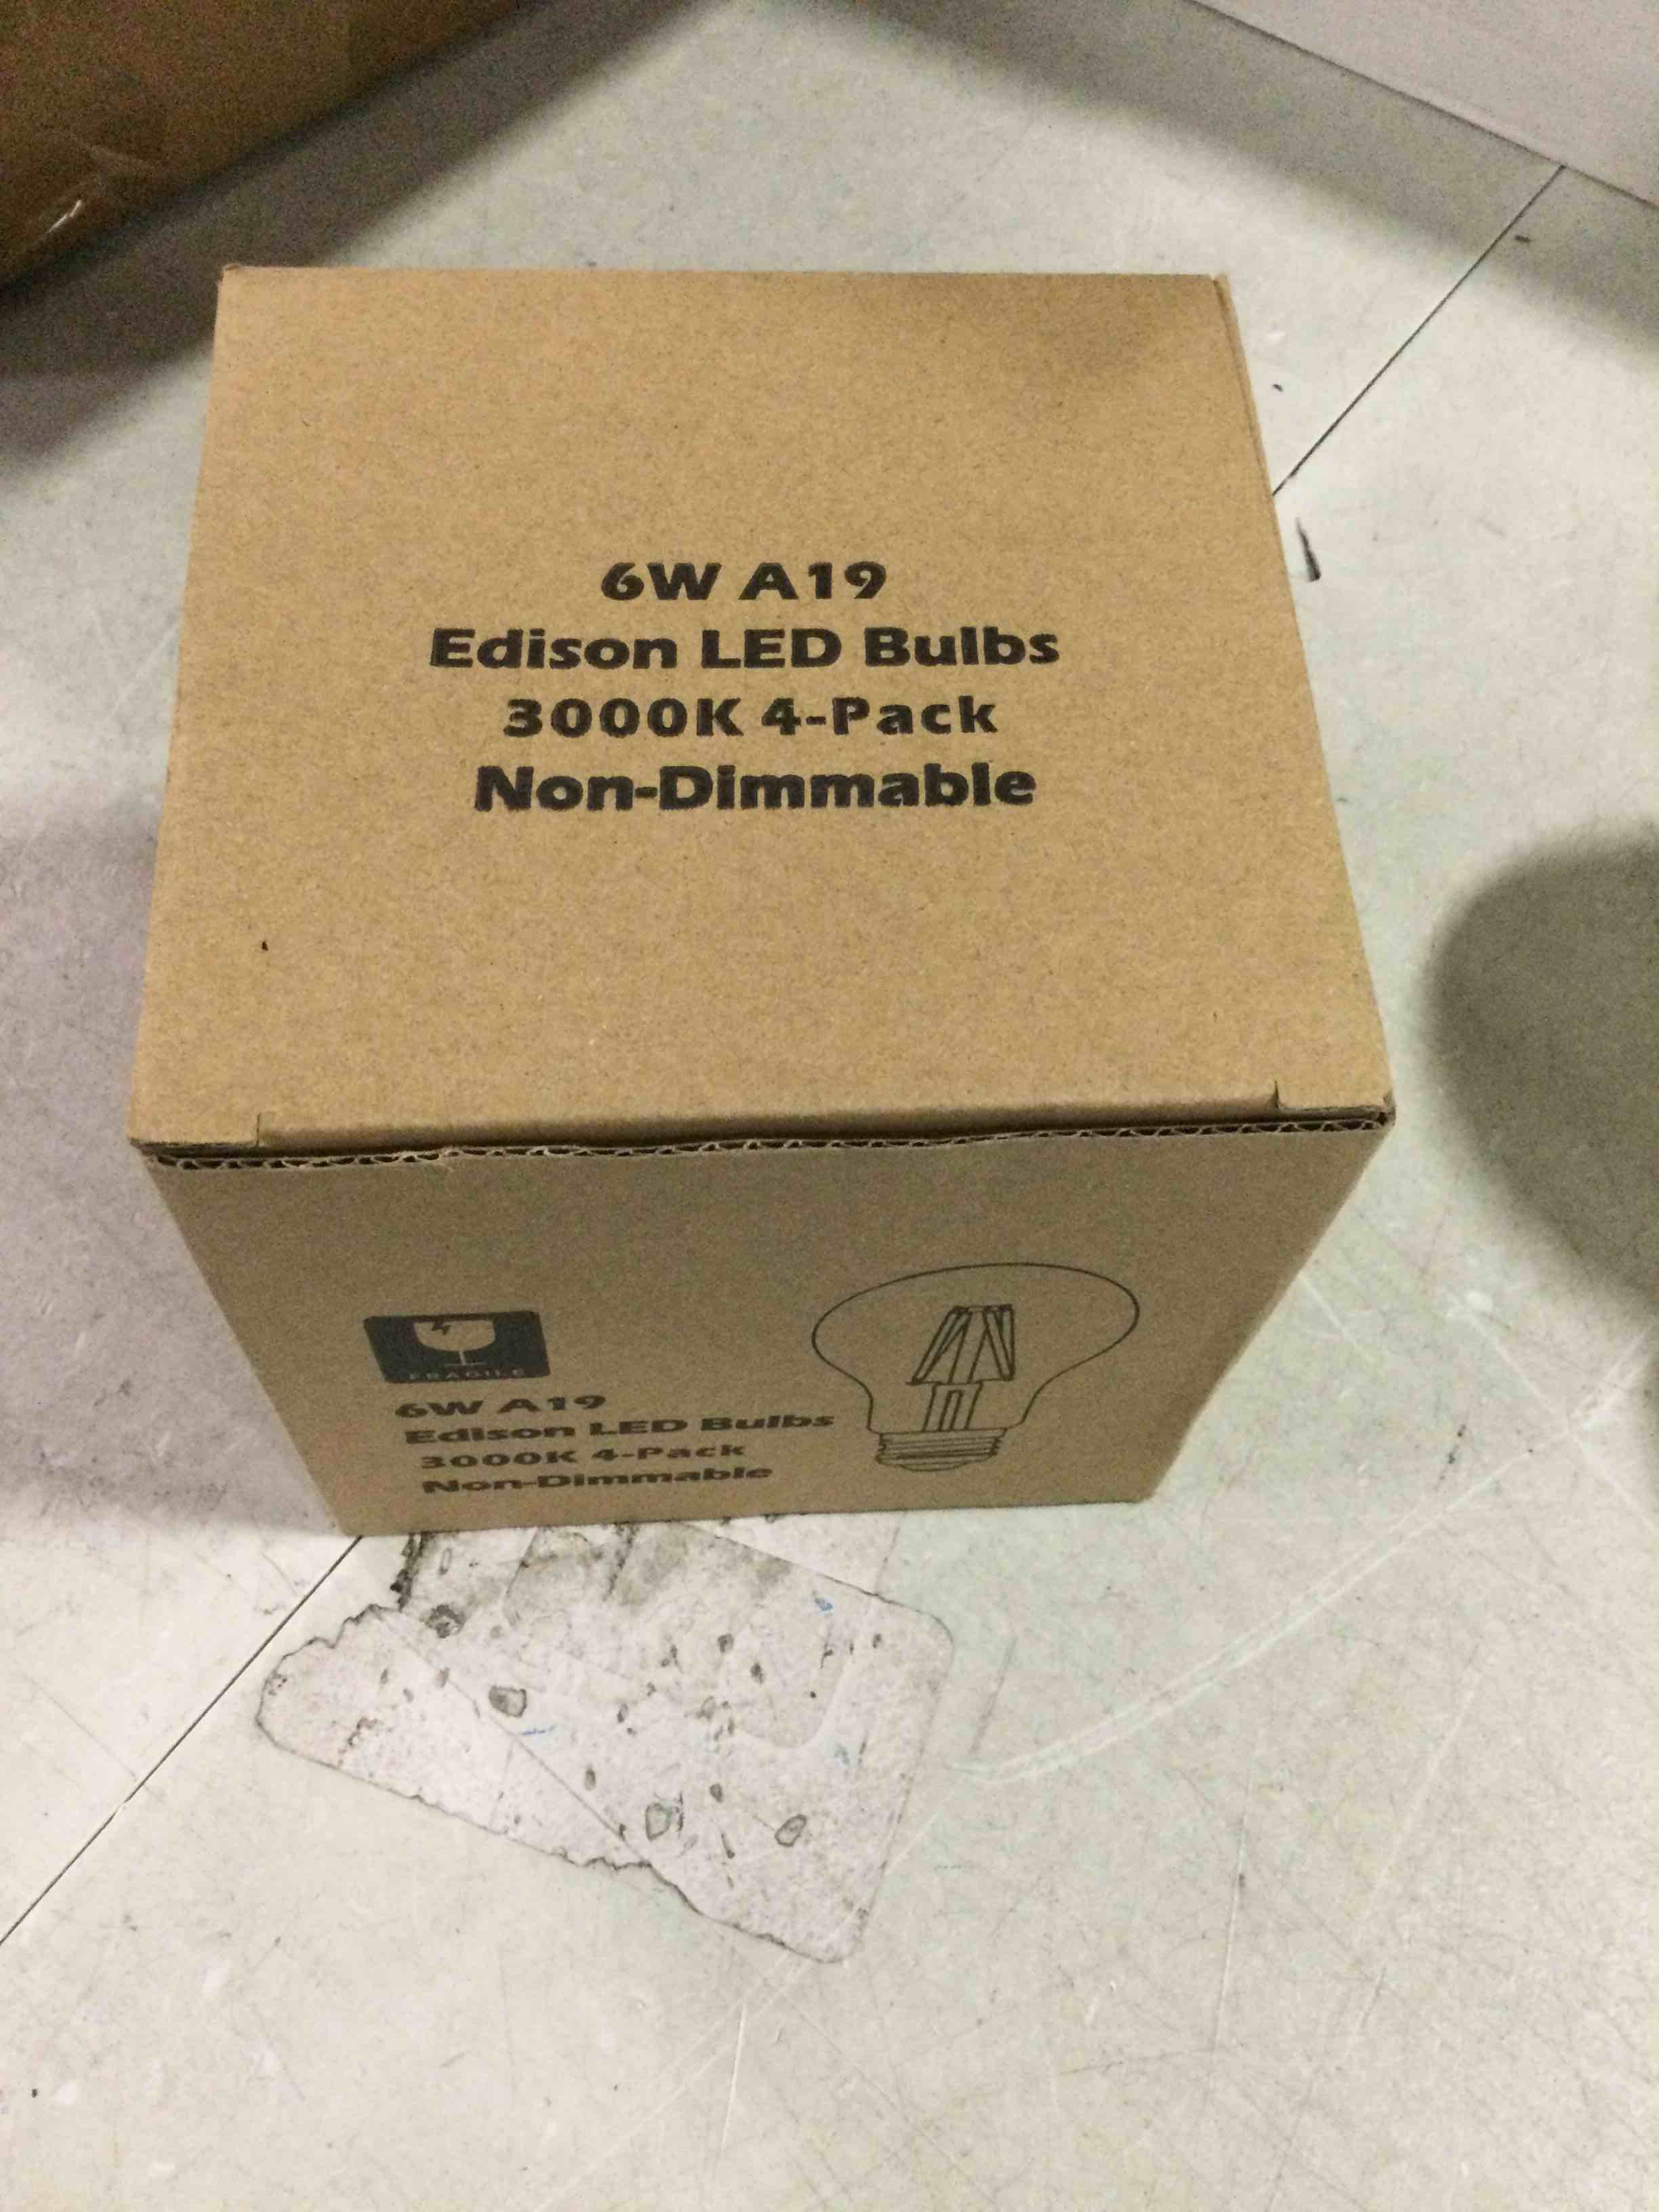 6W A19
Edison LED Bulbs
3000K 4-Pack
Non-Dimmable
FRAGILE
6W A19
Edison LED Bulbs
3000K 4-Pack
Non-Dimmable